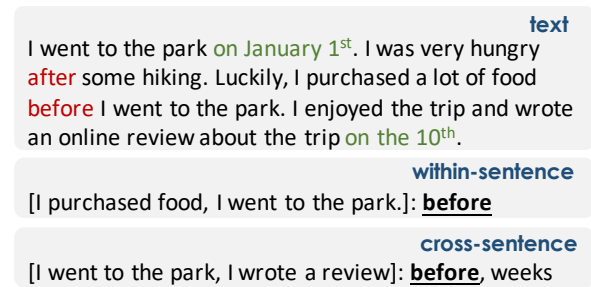 text
I went to the park on January 1st. I was very hungry
after some hiking. Luckily, I purchased a lot of food
before I went to the park. I enjoyed the trip and wrote
an online review about the trip on the 10th.
within-sentence
[I purchased food, I went to the park.]: before
cross-sentence
[I went to the park, I wrote a review]: before, weeks